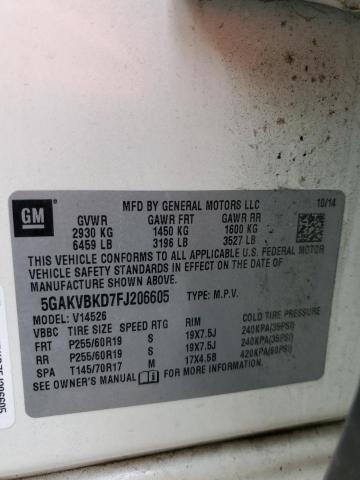 GM
MFD BY GENERAL MOTORS LLC 10/14
GVWR GAWR FRT GAWR RR
2930 KG 1450 KG 1600 KG
6459 LB 3196 LB 3527 LB
THIS VEHICLE CONFORMS TO ALL APPLICABLE U.S. FEDERAL MOTOR
VEHICLE SAFETY STANDARDS IN EFFECT ON THE DATE OF
MANUFACTURE SHOWN ABOVE.
5GAKVBKD7FJ206605 TYPE: M.P.V.
VBBC V14526
TIRE SIZE SPEED RTG RIM COLD TIRE PRESSURE
FRT P255/60R19 S 19X7.5J 240KPA(35PSI)
RR P255/60R19 S 19X7.5J 240KPA(35PSI)
SPA T145/70R17 M 17X4.5B 420KPA(60PSI)
SEE OWNER'S MANUAL FOR ADDITIONAL INFORMATION.